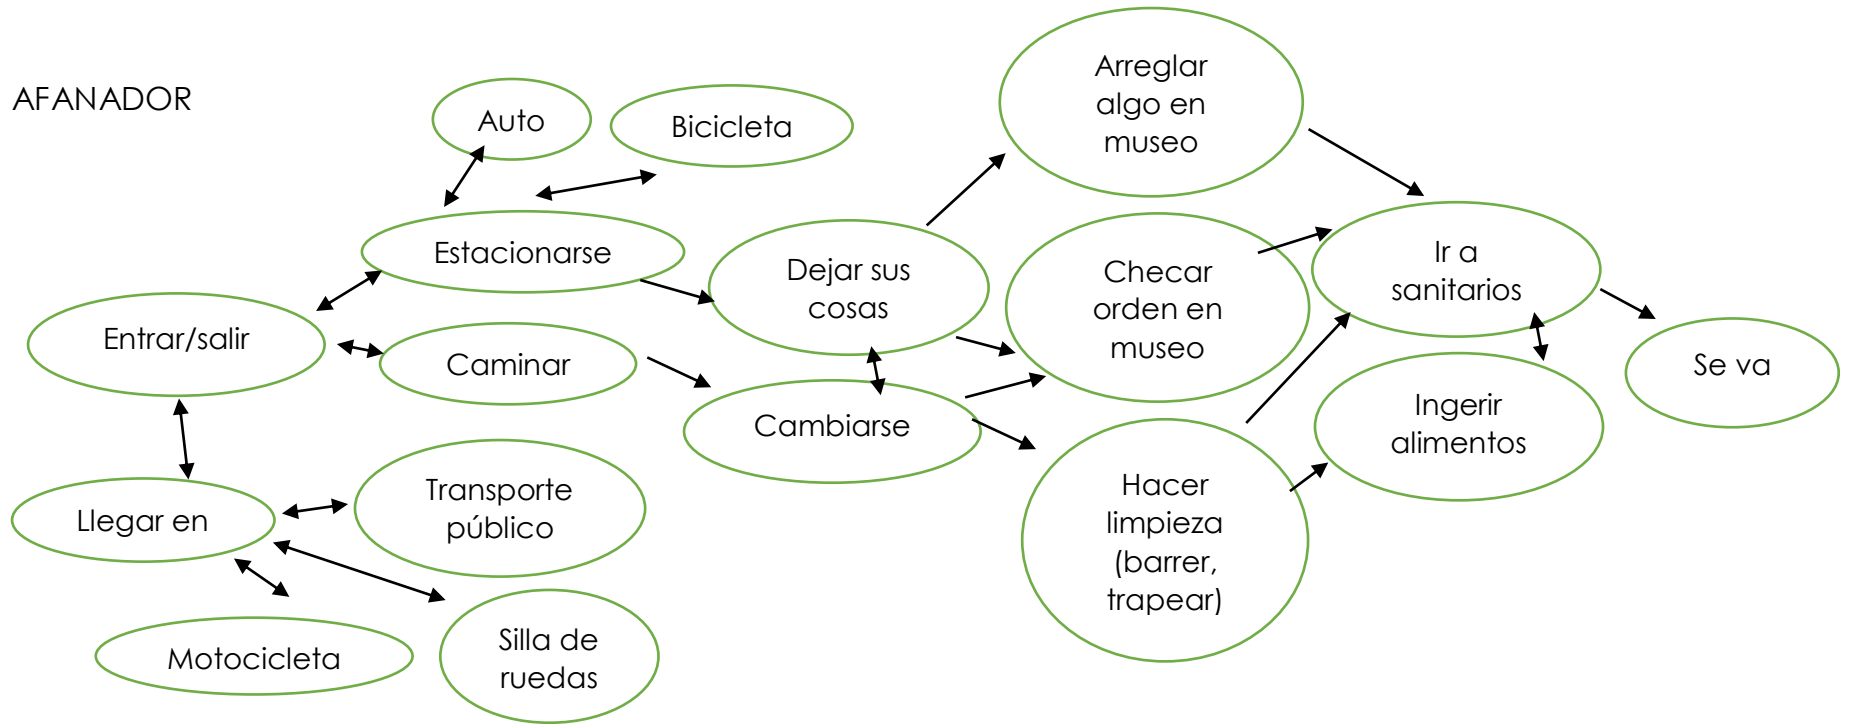 AFANADOR
Auto
Bicicleta
Estacionarse
Entrar/salir
Caminar
Llegar en
Transporte
público
Motocicleta
Silla de
ruedas
Dejar sus
cosas
Cambiarse
Arreglar
algo en
museo
Checar
orden en
museo
Hacer
limpieza
(barrer,
trapear)
Ir a
sanitarios
Ingerir
alimentos
Se va